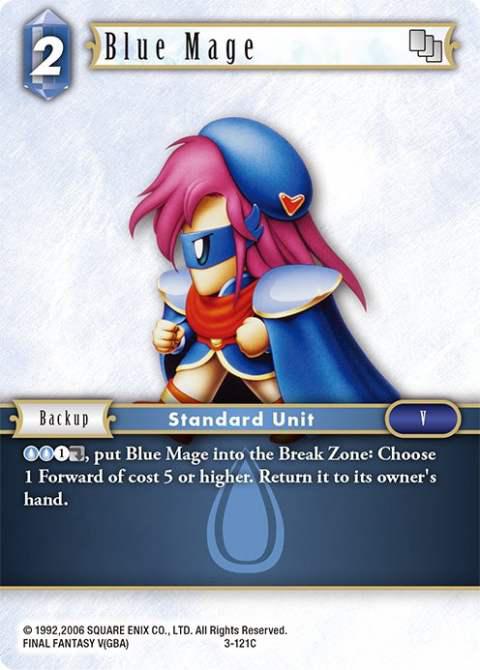 2
Blue Mage
Backup
Standard Unit
V
1, put Blue Mage into the Break Zone: Choose
1 Forward of cost 5 or higher. Return it to its owner's
hand.
© 1992,2006 SQUARE ENIX CO., LTD. All Rights Reserved.
FINAL FANTASY V(GBA)
3-121C